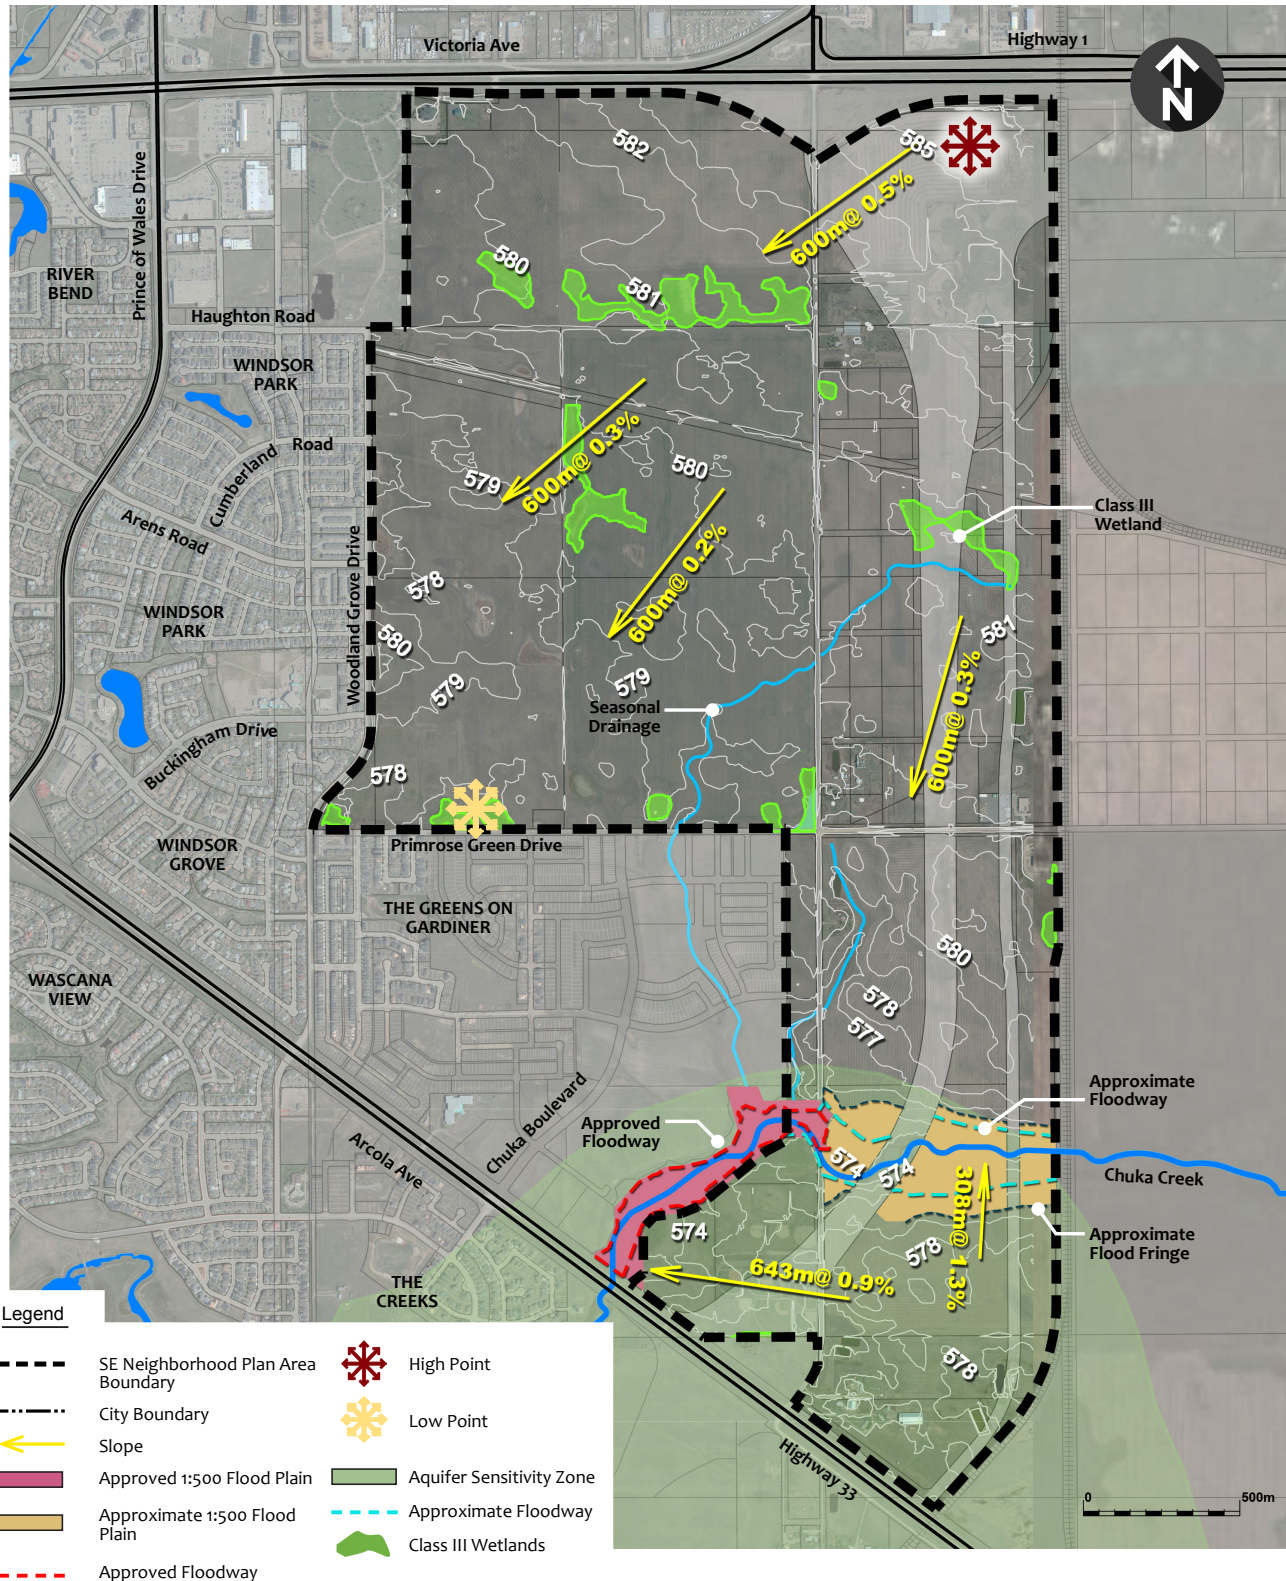 Victoria Ave
Highway 1
N
582
585
600m@ 0.5%
Prince of Wales Drive
RIVER
BEND
580
581
Haughton Road
WINDSOR
PARK
Cumberland
Road
600m@ 0.3%
579
580
Arens Road
Class III
Wetland
600m@ 0.2%
Woodland Grove Drive
578
WINDSOR
PARK
580
581
579
579
600m@ 0.3%
Seasonal
Drainage
Buckingham Drive
578
WINDSOR
GROVE
Primrose Green Drive
THE GREENS ON
GARDINER
580
WASCANA
VIEW
578
577
Approximate
Floodway
Chuka Boulevard
Approved
Floodway
Arcola Ave
574
574
308m@ 1.3%
Chuka Creek
574
578
Approximate
Flood Fringe
643m@ 0.9%
THE
CREEKS
578
Highway 33
0
500m
Legend
SE Neighborhood Plan Area
Boundary
City Boundary
Slope
Approved 1:500 Flood Plain
Approximate 1:500 Flood
Plain
Approved Floodway
High Point
Low Point
Aquifer Sensitivity Zone
Approximate Floodway
Class III Wetlands